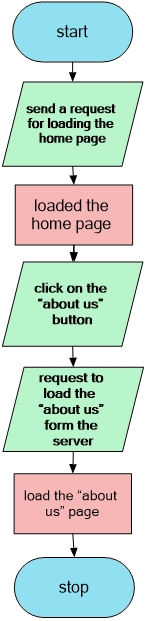 start
send a request
for loading the
home page
loaded the
home page
click on the
“about us”
button
request to
load the
“about us”
form the
server
load the “about
us” page
stop